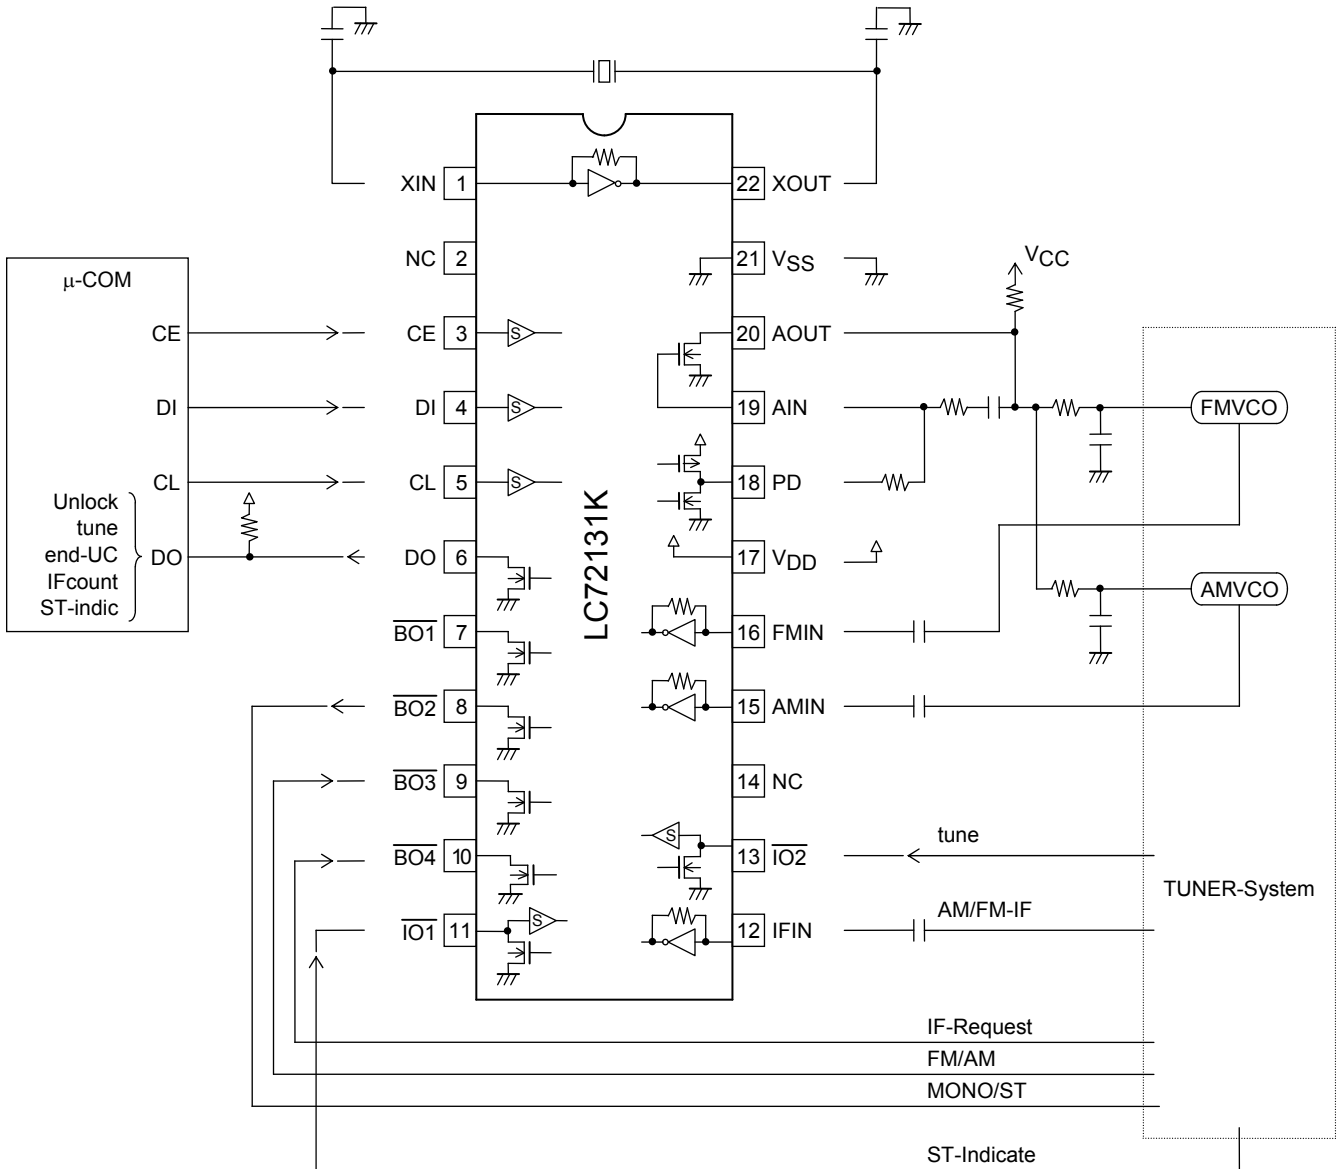 XIN 1
22 XOUT
NC 2
21 VSS
VCC
μ-COM
CE
CE 3
S
20 AOUT
DI
DI 4
S
19 AIN
FMVCO
CL
CL 5
S
18 PD
Unlock
tune
end-UC
IFcount
ST-indic
DO
DO 6
17 VDD
AMVCO
LC72131K
BO1 7
16 FMIN
BO2 8
15 AMIN
BO3 9
14 NC
BO4 10
S
13 IO2
tune
TUNER-System
IO1 11
S
12 IFIN
AM/FM-IF
IF-Request
FM/AM
MONO/ST
ST-Indicate